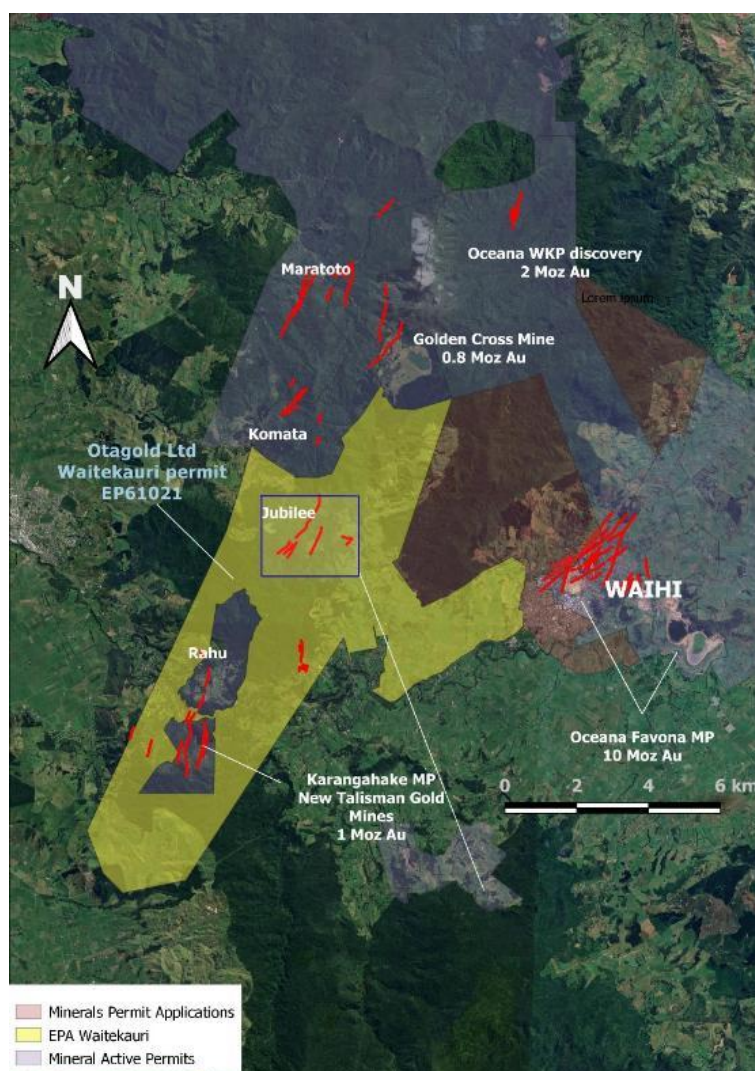 Oceana WKP discovery
2 Moz Au
Maratoto
Lorem ipsum
N
Golden Cross Mine
0.8 Moz Au
Komata
Otagold Ltd
Waitekauri permit
EP61021
Jubilee
WAIHI
Rahu
Oceana Favona MP
10 Moz Au
Karangahake MP
New Talisman Gold
Mines
1 Moz Au
0 2 4 6 km
Minerals Permit Applications
EPA Waitekauri
Mineral Active Permits